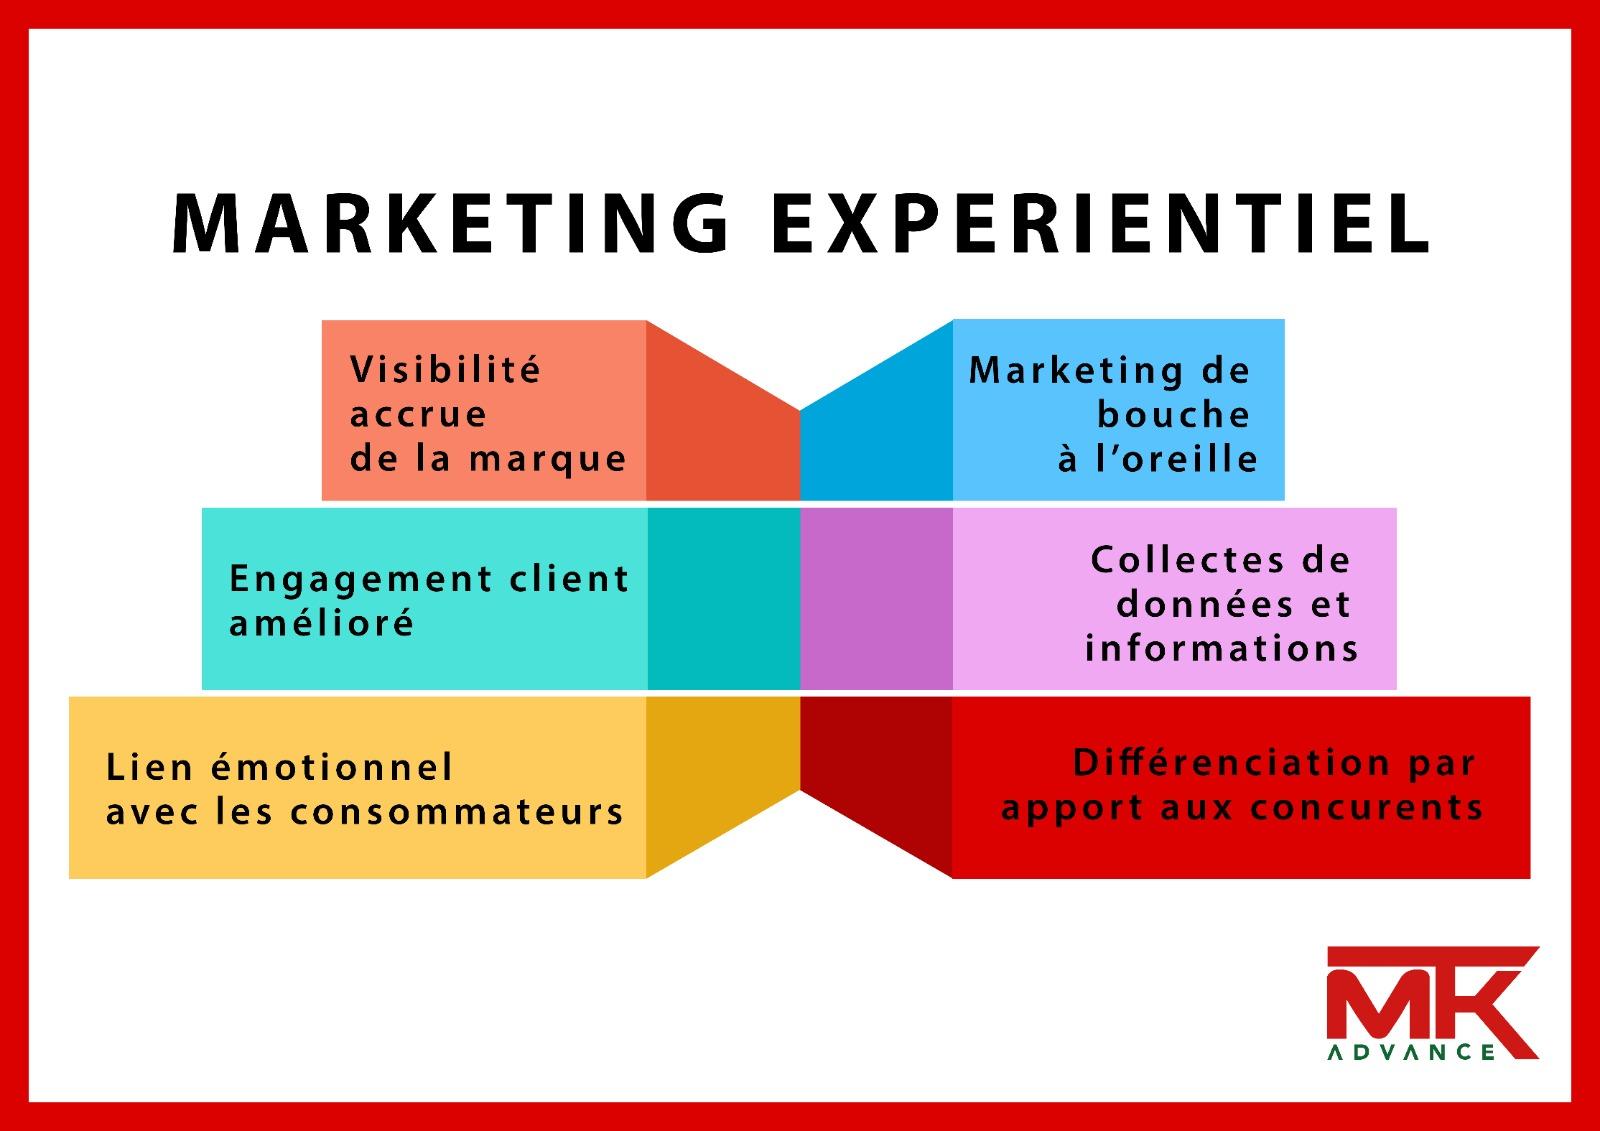 MARKETING EXPERIENTIEL
Visibilité
accrue
de la marque
Marketing de
bouche
à l’oreille
Engagement client
amélioré
Collectes de
données et
informations
Lien émotionnel
avec les consommateurs
Différenciation par
apport aux concurents
MTK
ADVANCE